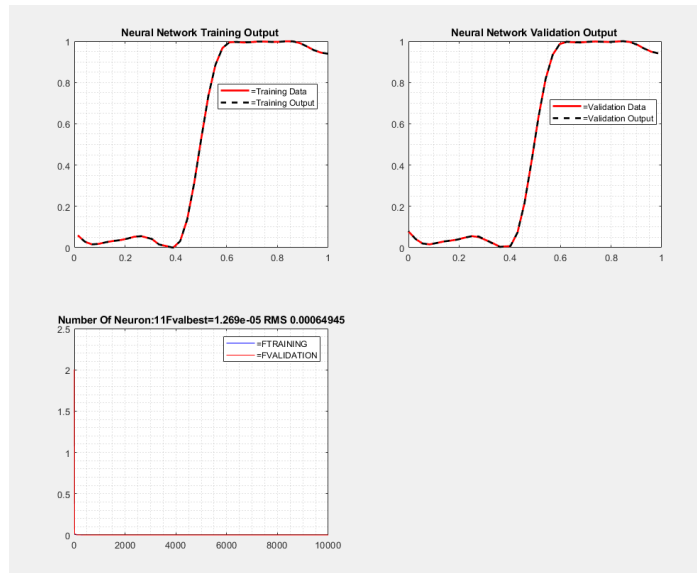 Neural Network Training Output
1
0.8
0.6
0.4
0.2
0
0 0.2 0.4 0.6 0.8 1
=Training Data
=Training Output
Neural Network Validation Output
1
0.8
0.6
0.4
0.2
0
0 0.2 0.4 0.6 0.8 1
=Validation Data
=Validation Output
Number Of Neuron:11Fvalbest=1.269e-05 RMS 0.00064945
2.5
2
1.5
1
0.5
0
0 2000 4000 6000 8000 10000
=FTRAINING
=FVALIDATION